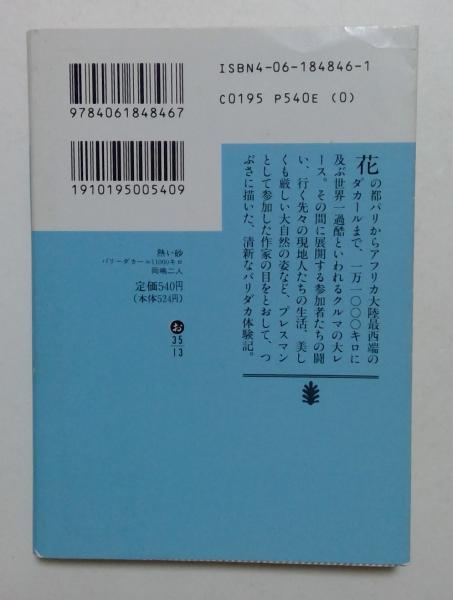 ISBN4-06-184846-1
C0195 P540E (0)
9784061848467
1910195005409
花の都パリからアフリカ大陸最西端の
ダカールまで、一万一〇〇〇キロに
及ぶ世界一過酷といわれるクルマの大レ
ース。その間に展開する参加者たちの闘
い、行く先々の現地人たちの生活、美し
くも厳しい大自然の姿など、プレスマン
として参加した作家の目をとおして、つ
ぶさに描いた、清新なパリダカ体験記。
熱い砂
パリーダカール11000キロ
岡嶋二人
定価540円
(本体524円)
お
35
13